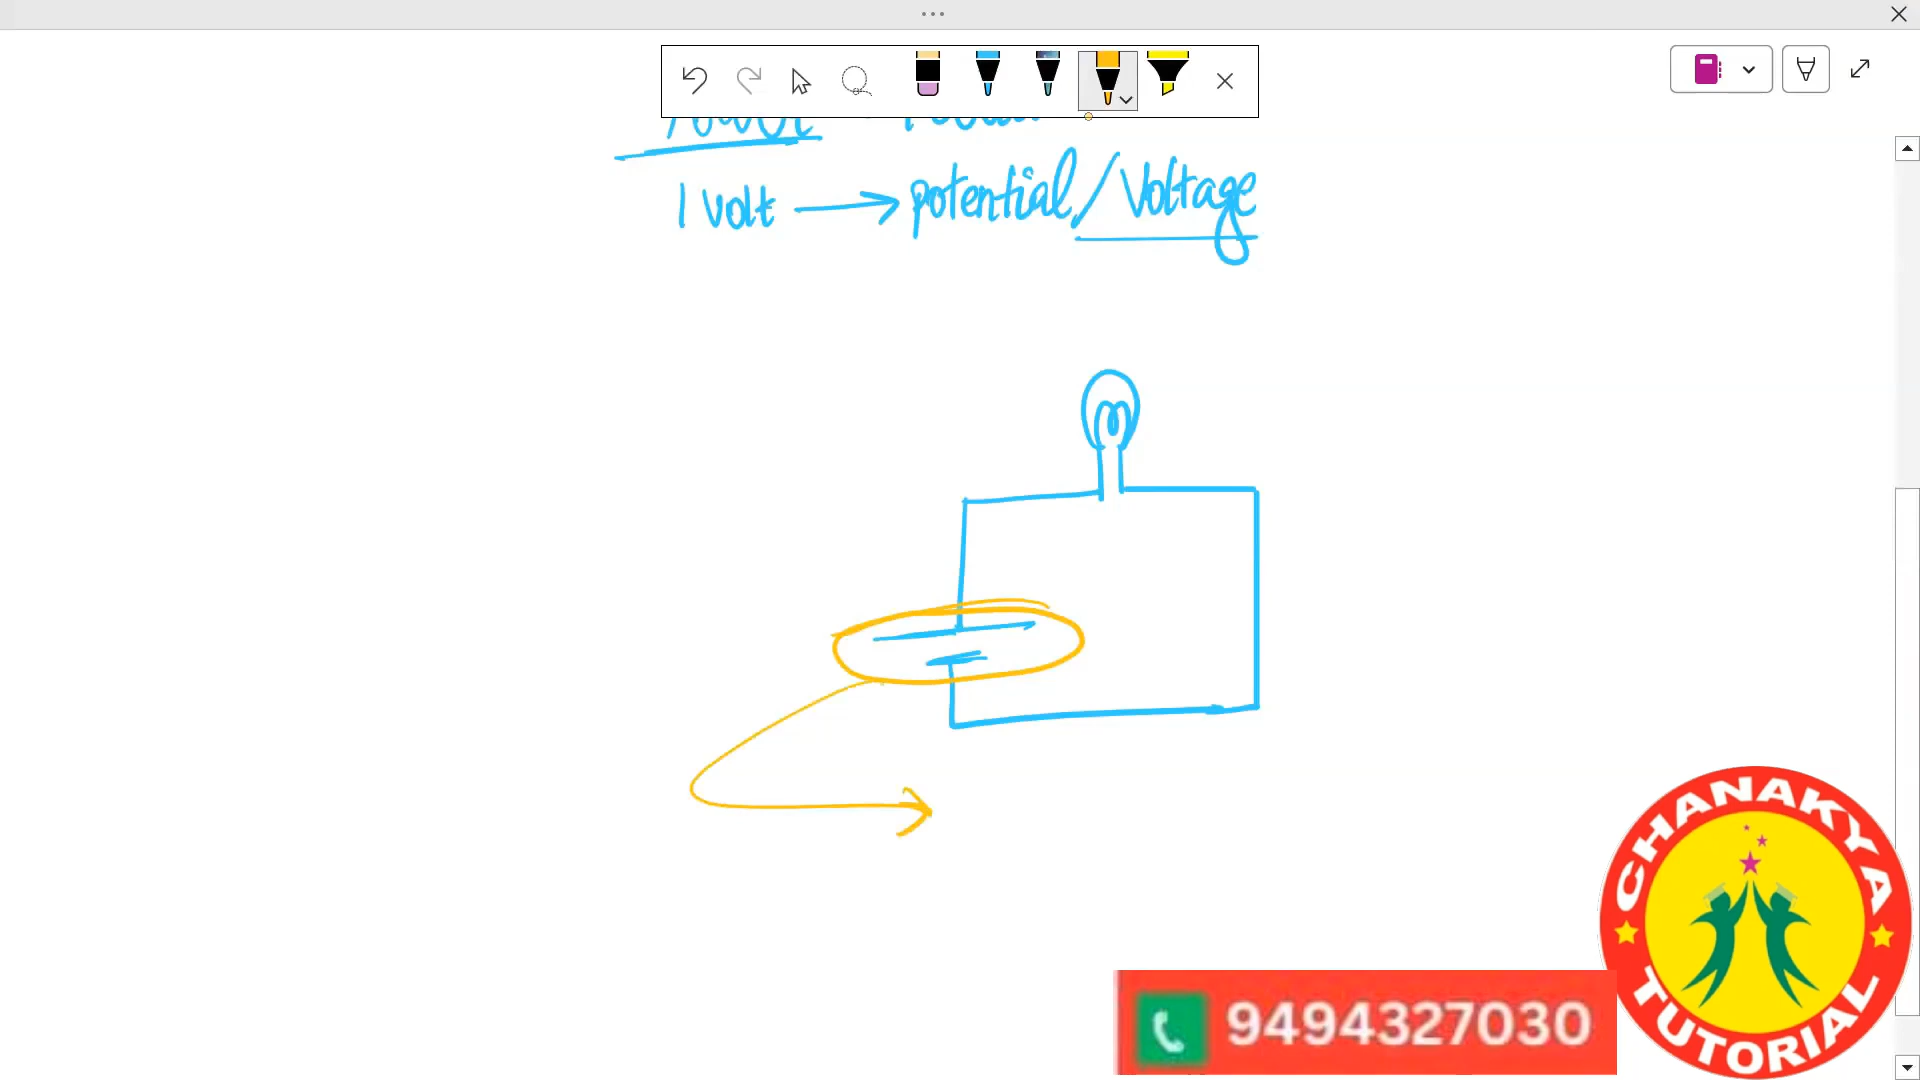 1 volt → potential / Voltage
CHANAKYA
TUTORIAL
9494327030